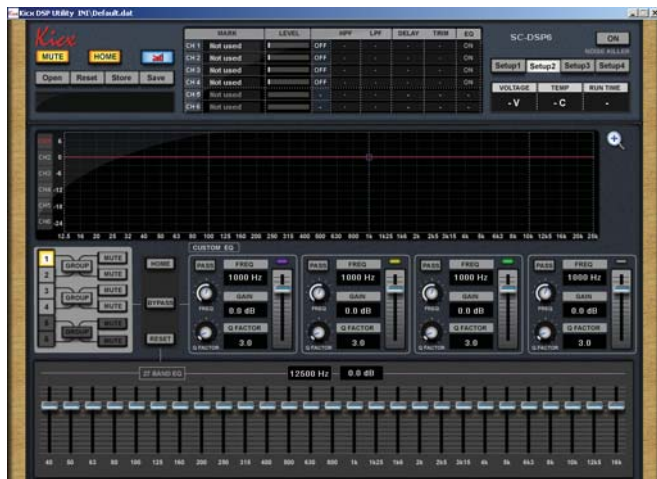 Kicx DSP Utility INI\Default.dat
Kicx
MUTE HOME
Open Reset Store Save
MARK LEVEL HPF LPF DELAY TRIM EQ
CH 1 Not used OFF - - - - ON
CH 2 Not used OFF - - - - ON
CH 3 Not used OFF - - - - ON
CH 4 Not used OFF - - - - ON
CH 5 Not used - - - - - -
CH 6 Not used - - - - - -
SC-DSP6 ON
NOISE KILLER
Setup1 Setup2 Setup3 Setup4
VOLTAGE TEMP RUN TIME
- V - C -
CH1 6
CH2 0
CH3 -6
CH4 -12
CH5 -18
CH6 -24
12.5 16 20 25 32 40 50 63 80 100 125 160 200 250 315 400 500 630 800 1k 1k25 1k6 2k 2k5 3k15 4k 5k 6k3 8k 10k 12k5 16k 20k 25k
CUSTOM EQ
1 GROUP MUTE
2 MUTE
3 GROUP MUTE
4 MUTE
5 GROUP MUTE
6 MUTE
HOME
BYPASS
RESET
PASS FREQ PASS FREQ PASS FREQ PASS FREQ
1000 Hz 1000 Hz 1000 Hz 1000 Hz
FREQ GAIN FREQ GAIN FREQ GAIN FREQ GAIN
0.0 dB 0.0 dB 0.0 dB 0.0 dB
Q FACTOR Q FACTOR Q FACTOR Q FACTOR
Q FACTOR 3.0 Q FACTOR 3.0 Q FACTOR 3.0 Q FACTOR 3.0
27 BAND EQ 12500 Hz 0.0 dB
40 50 63 80 100 125 160 200 250 315 400 500 630 800 1k 1k25 1k6 2k 2k5 3k15 4k 5k 6k3 8k 10k 12k5 16k